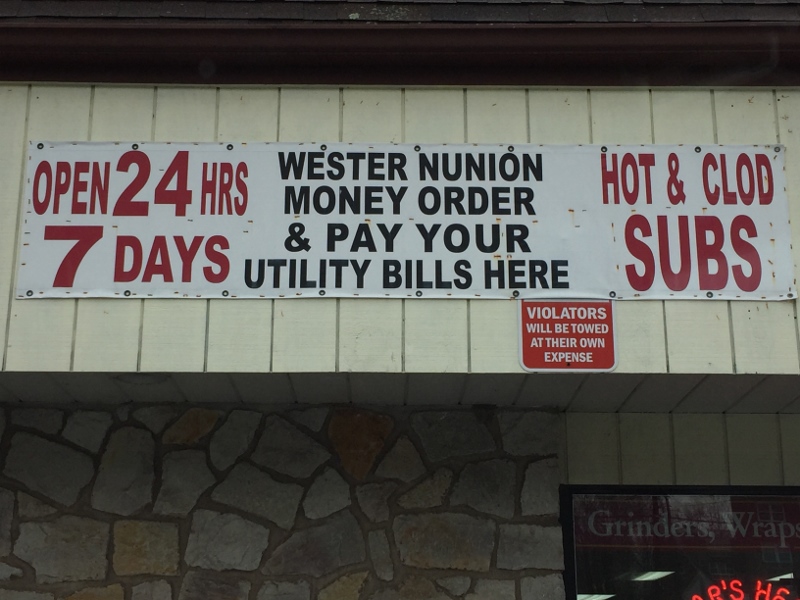 OPEN 24 HRS
7 DAYS
WESTER NUNION
MONEY ORDER
& PAY YOUR
UTILITY BILLS HERE
HOT & CLOD
SUBS
VIOLATORS
WILL BE TOWED
AT THEIR OWN
EXPENSE
Grinders, Wraps